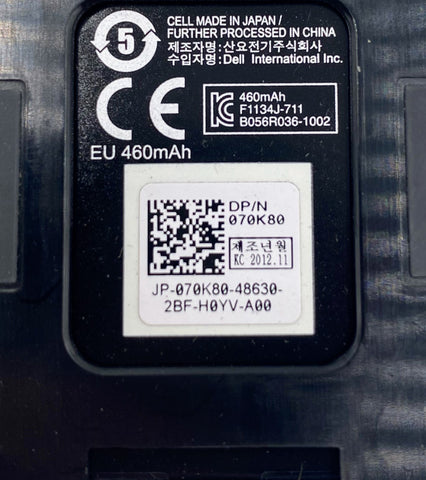 5
CELL MADE IN JAPAN /
FURTHER PROCESSED IN CHINA
제조자명 : 산요전기주식회사
수입자명 : Dell International Inc.
CE
460mAh
F1134J-711
B056R036-1002
EU 460mAh
DP/N
070K80
제조년월
KC 2012.11
JP-070K80-48630-
2BF-H0YV-A00